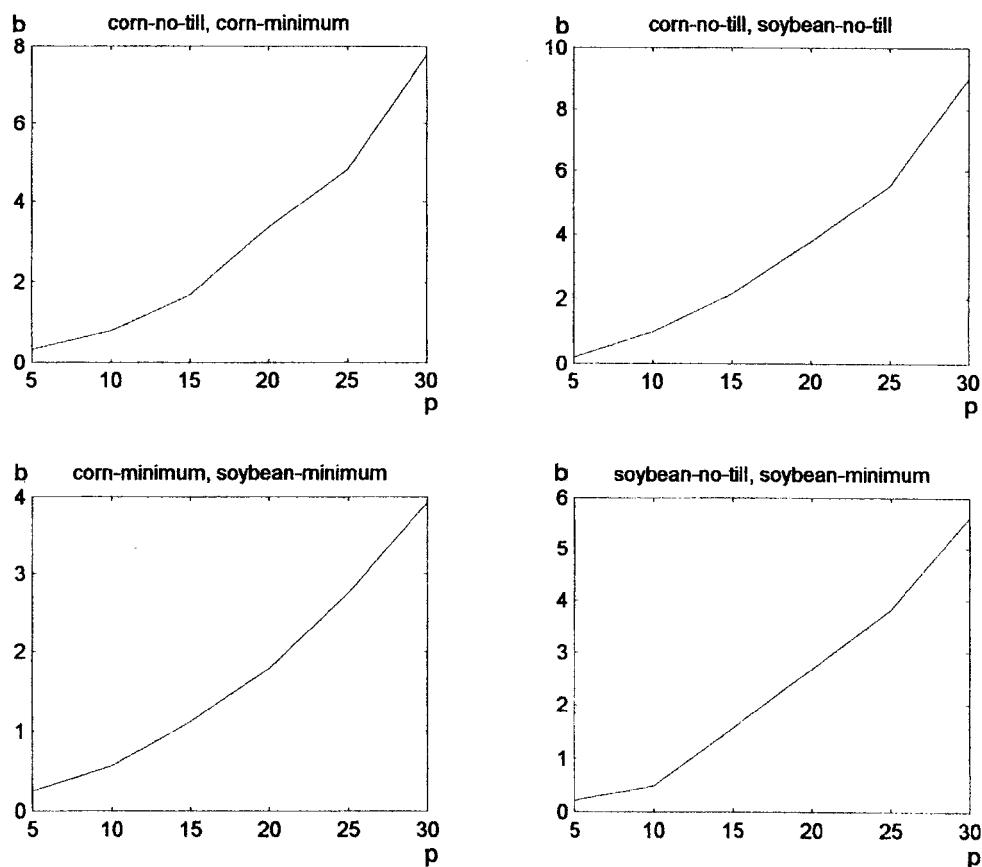 b corn-no-till, corn-minimum
8
6
4
2
0
5 10 15 20 25 30
p
b corn-no-till, soybean-no-till
10
8
6
4
2
0
5 10 15 20 25 30
p
b corn-minimum, soybean-minimum
4
3
2
1
0
5 10 15 20 25 30
p
b soybean-no-till, soybean-minimum
6
5
4
3
2
1
0
5 10 15 20 25 30
p